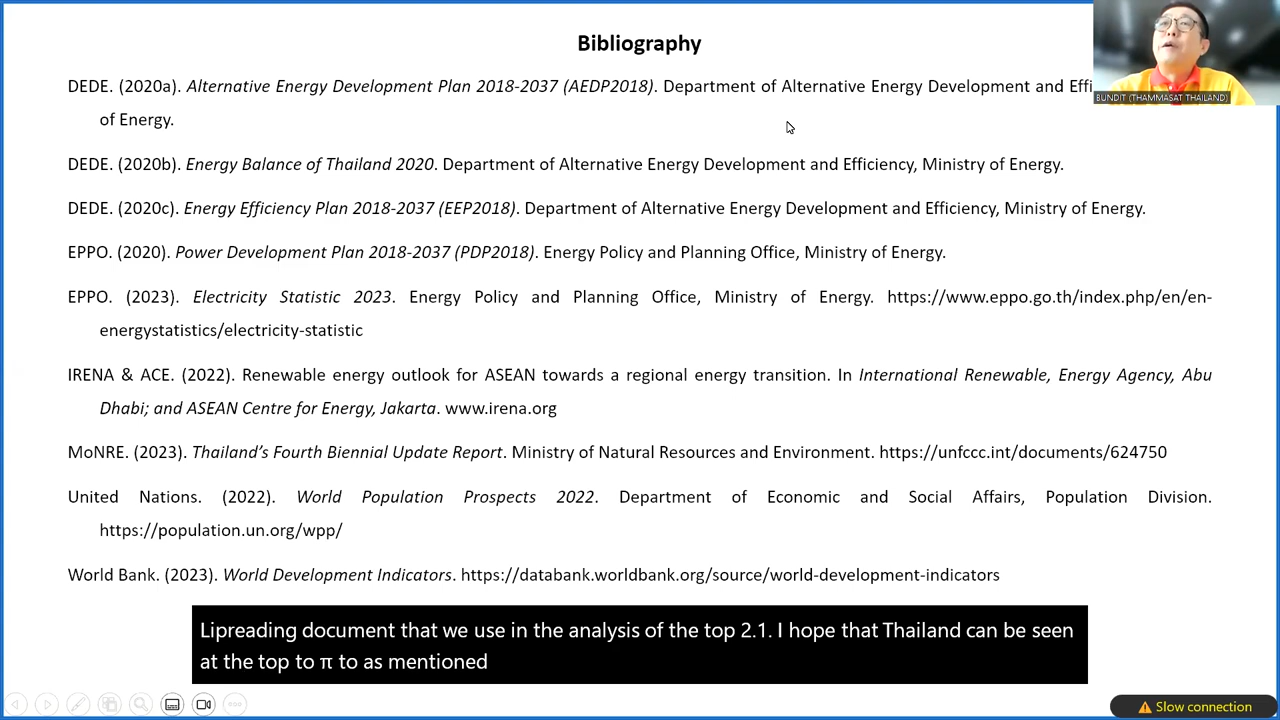 Bibliography
DEDE. (2020a). Alternative Energy Development Plan 2018-2037 (AEDP2018). Department of Alternative Energy Development and Effi
of Energy.
DEDE. (2020b). Energy Balance of Thailand 2020. Department of Alternative Energy Development and Efficiency, Ministry of Energy.
DEDE. (2020c). Energy Efficiency Plan 2018-2037 (EEP2018). Department of Alternative Energy Development and Efficiency, Ministry of Energy.
EPPO. (2020). Power Development Plan 2018-2037 (PDP2018). Energy Policy and Planning Office, Ministry of Energy.
EPPO. (2023). Electricity Statistic 2023. Energy Policy and Planning Office, Ministry of Energy. https://www.eppo.go.th/index.php/en/en-
energystatistics/electricity-statistic
IRENA & ACE. (2022). Renewable energy outlook for ASEAN towards a regional energy transition. In International Renewable, Energy Agency, Abu
Dhabi; and ASEAN Centre for Energy, Jakarta. www.irena.org
MoNRE. (2023). Thailand’s Fourth Biennial Update Report. Ministry of Natural Resources and Environment. https://unfccc.int/documents/624750
United Nations. (2022). World Population Prospects 2022. Department of Economic and Social Affairs, Population Division.
https://population.un.org/wpp/
World Bank. (2023). World Development Indicators. https://databank.worldbank.org/source/world-development-indicators
BUNDIT (THAMMASAT THAILAND)
Lipreading document that we use in the analysis of the top 2.1. I hope that Thailand can be seen
at the top to π to as mentioned
Slow connection